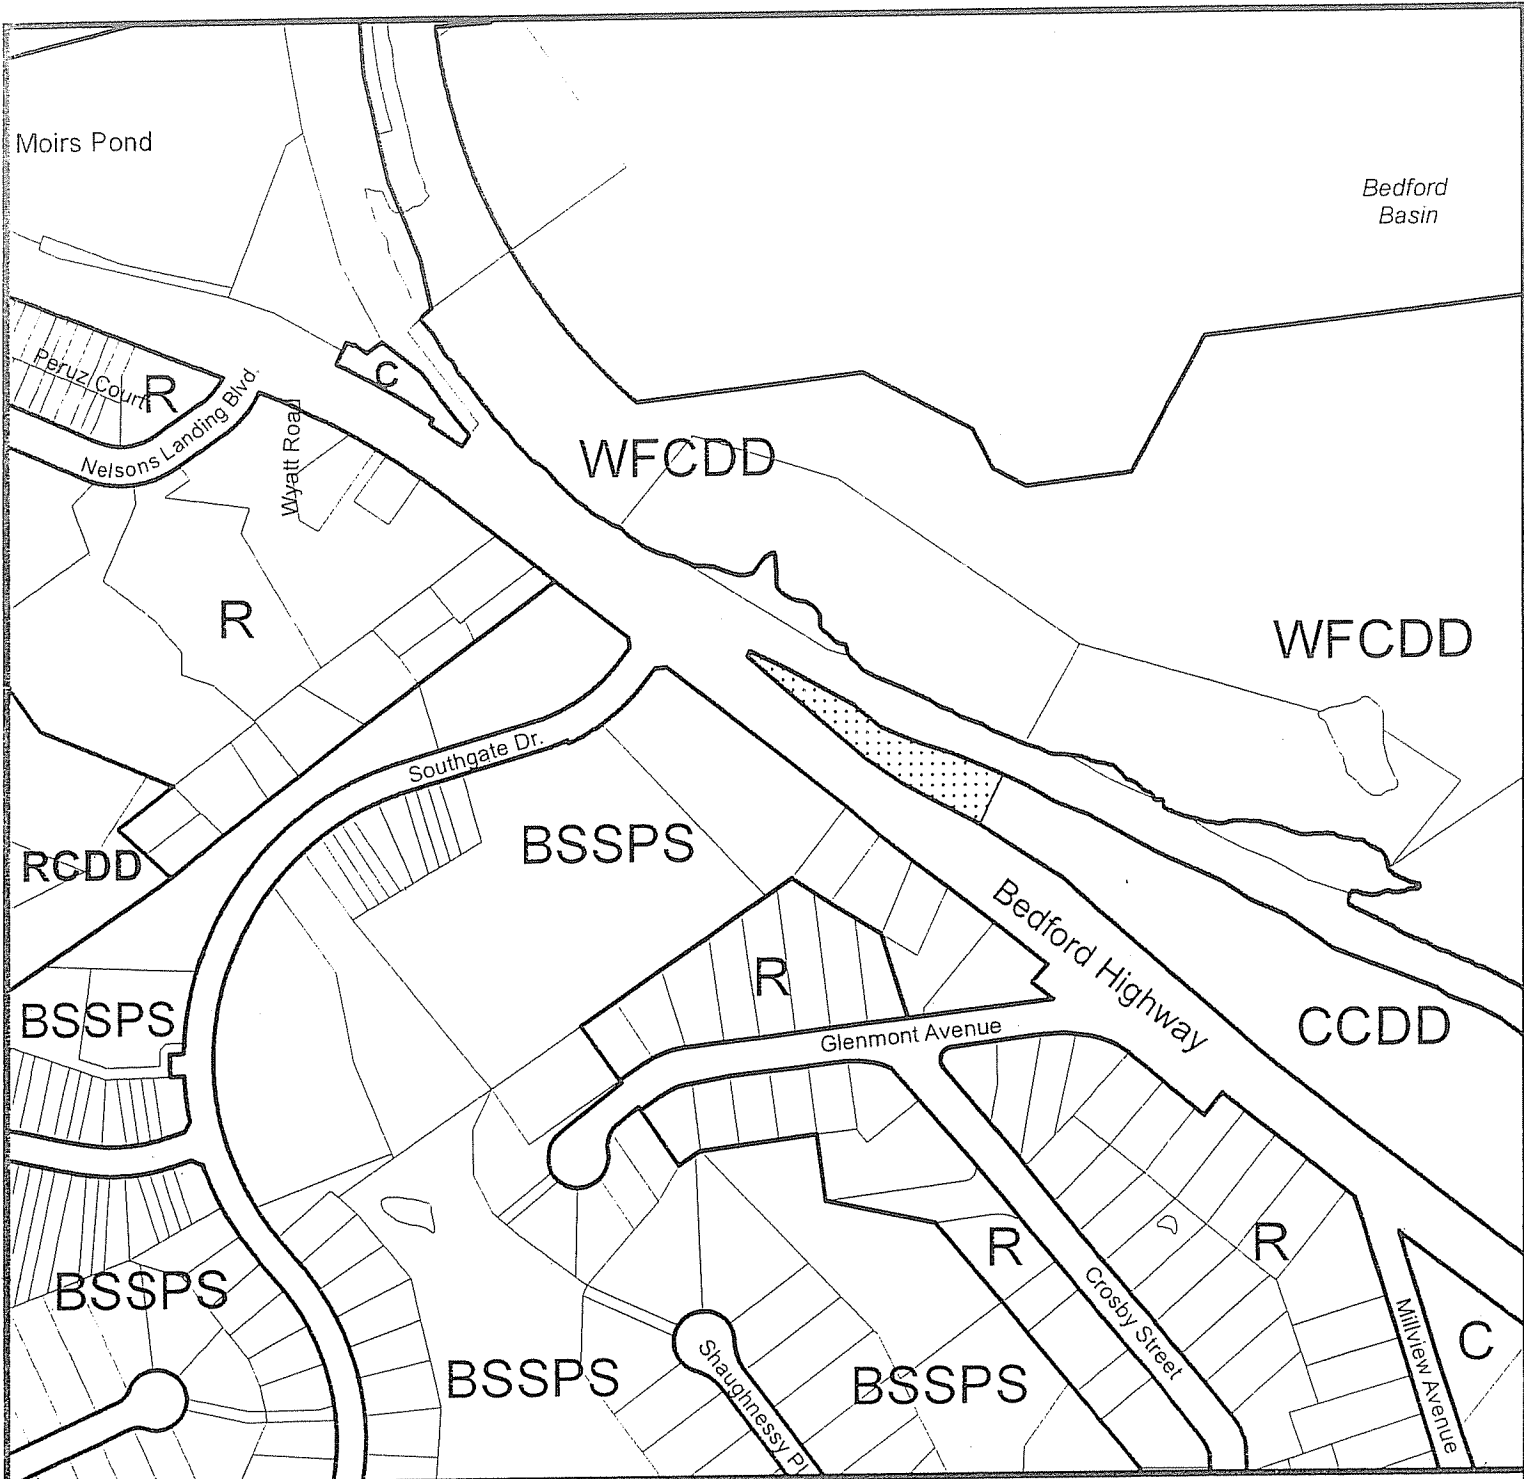 Moirs Pond
Bedford
Basin
Peruz Court
R
C
Nelsons Landing Blvd.
Wyatt Road
WFCDD
R
WFCDD
Southgate Dr.
BSSPS
RCDD
Bedford Highway
R
BSSPS
Glenmont Avenue
CCDD
R
R
BSSPS
Crosby Street
Millview Avenue
C
BSSPS
Shaughnessy Pl
BSSPS